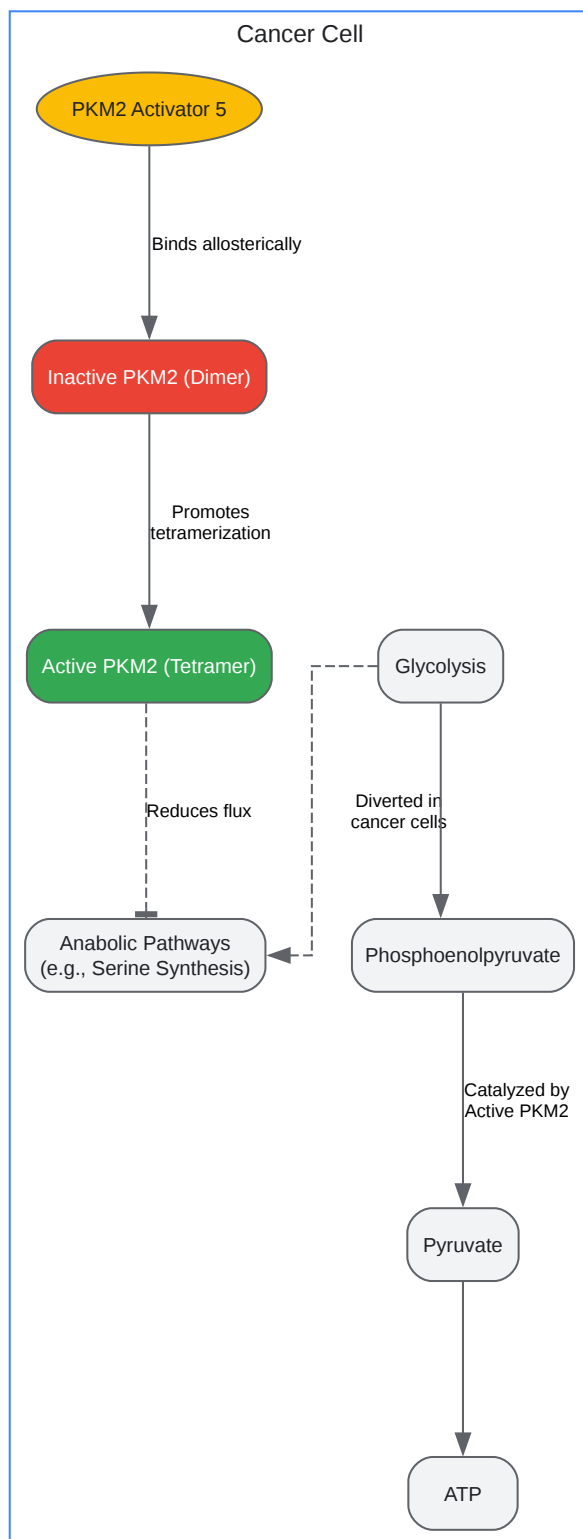 Cancer Cell
PKM2 Activator 5
Binds allosterically
Inactive PKM2 (Dimer)
Promotes
tetramerization
Active PKM2 (Tetramer)
Glycolysis
Reduces flux
Diverted in
cancer cells
Anabolic Pathways
(e.g., Serine Synthesis)
Phosphoenolpyruvate
Catalyzed by
Active PKM2
Pyruvate
ATP